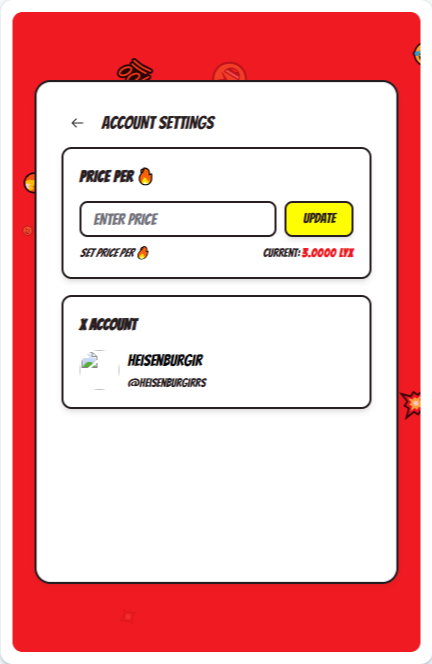 ← ACCOUNT SETTINGS
PRICE PER 🔥
ENTER PRICE
UPDATE
SET PRICE PER 🔥
CURRENT: 3.0000 LYX
X ACCOUNT
HEISENBURGIR
@HEISENBURGIRRS